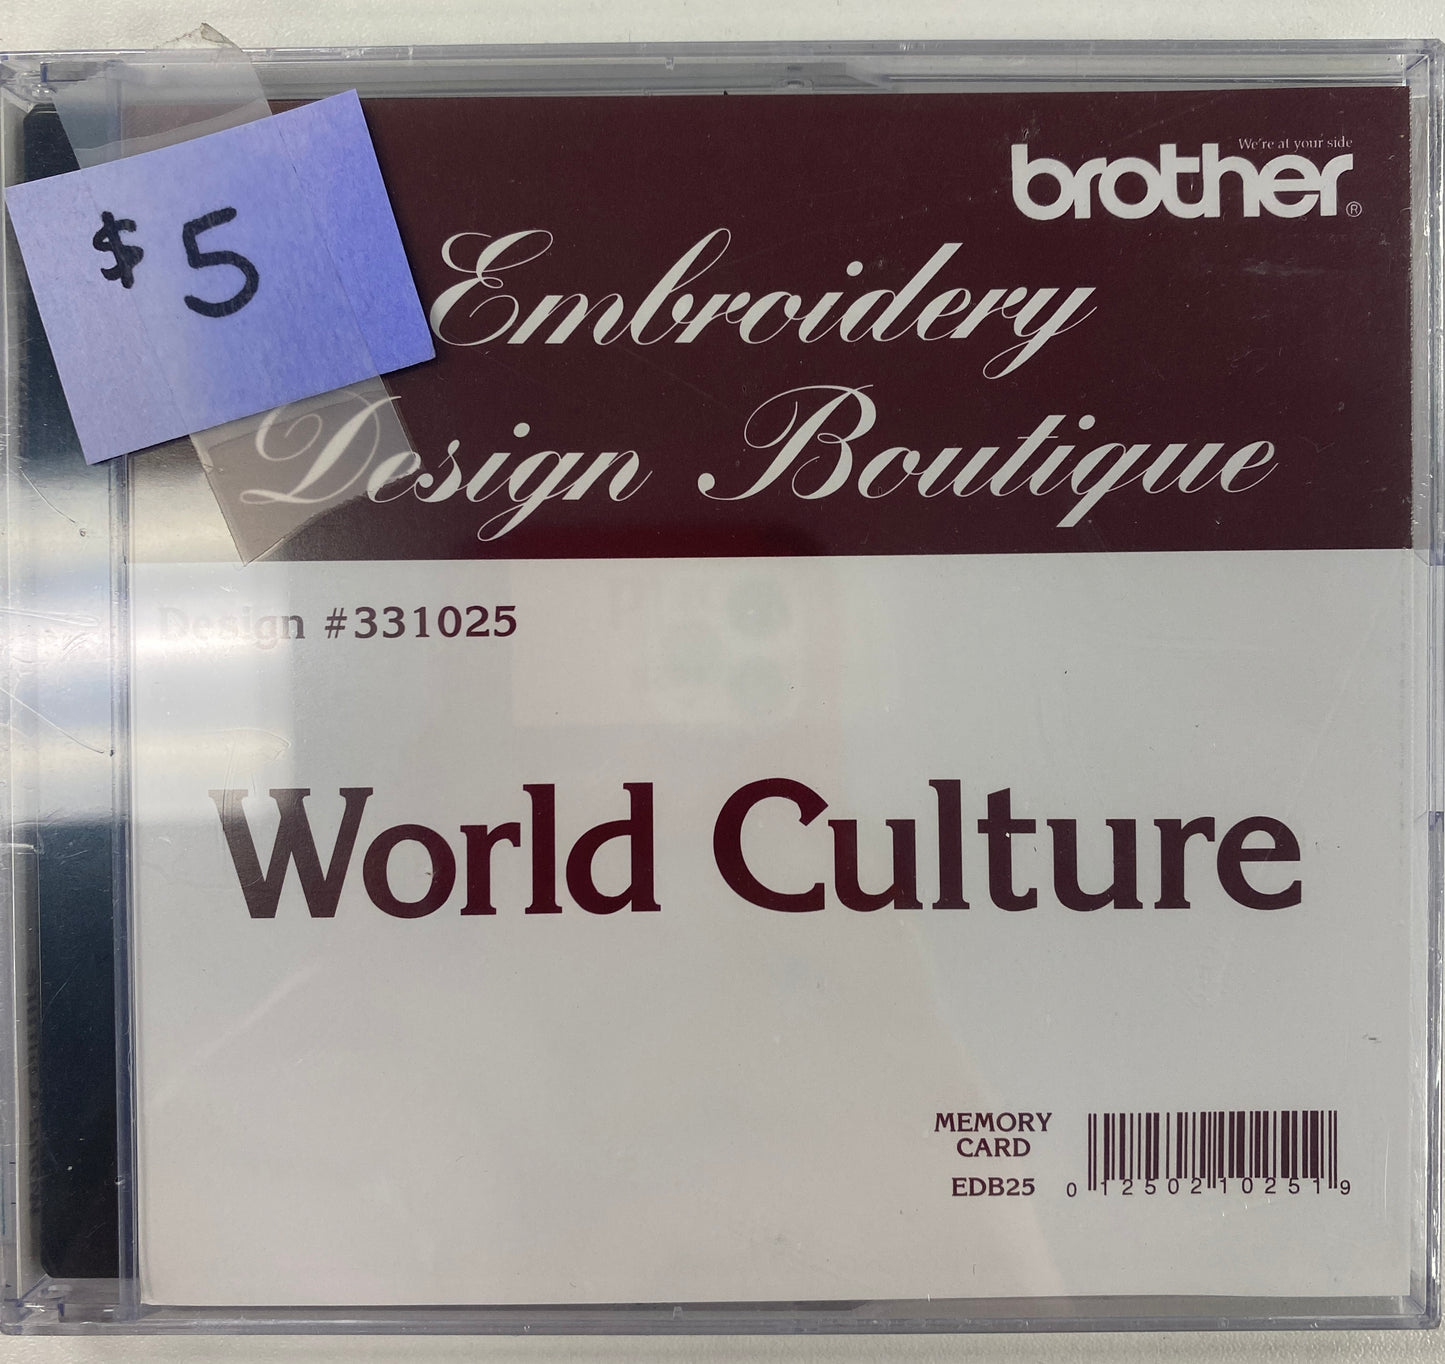 $5
We're at your side
brother®
Embroidery
Design Boutique
Design #331025
World Culture
MEMORY
CARD
EDB25
0 12502 10251 9